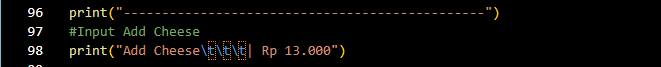 96 print("-----------------------------------------------")
97 #Input Add Cheese
98 print("Add Cheese\t\t\t| Rp 13.000")